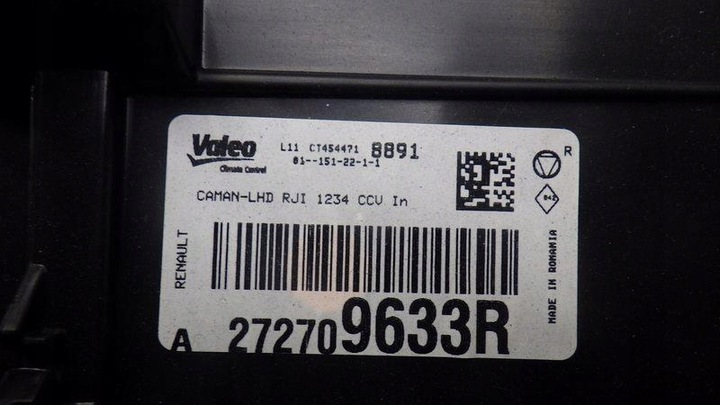 Valeo
Climate Control
L11 CT454471 8891
01--151-22-1-1
R
042
CAMAN-LHD RJI 1234 CCV In
RENAULT
MADE IN ROMANIA
A 272709633R